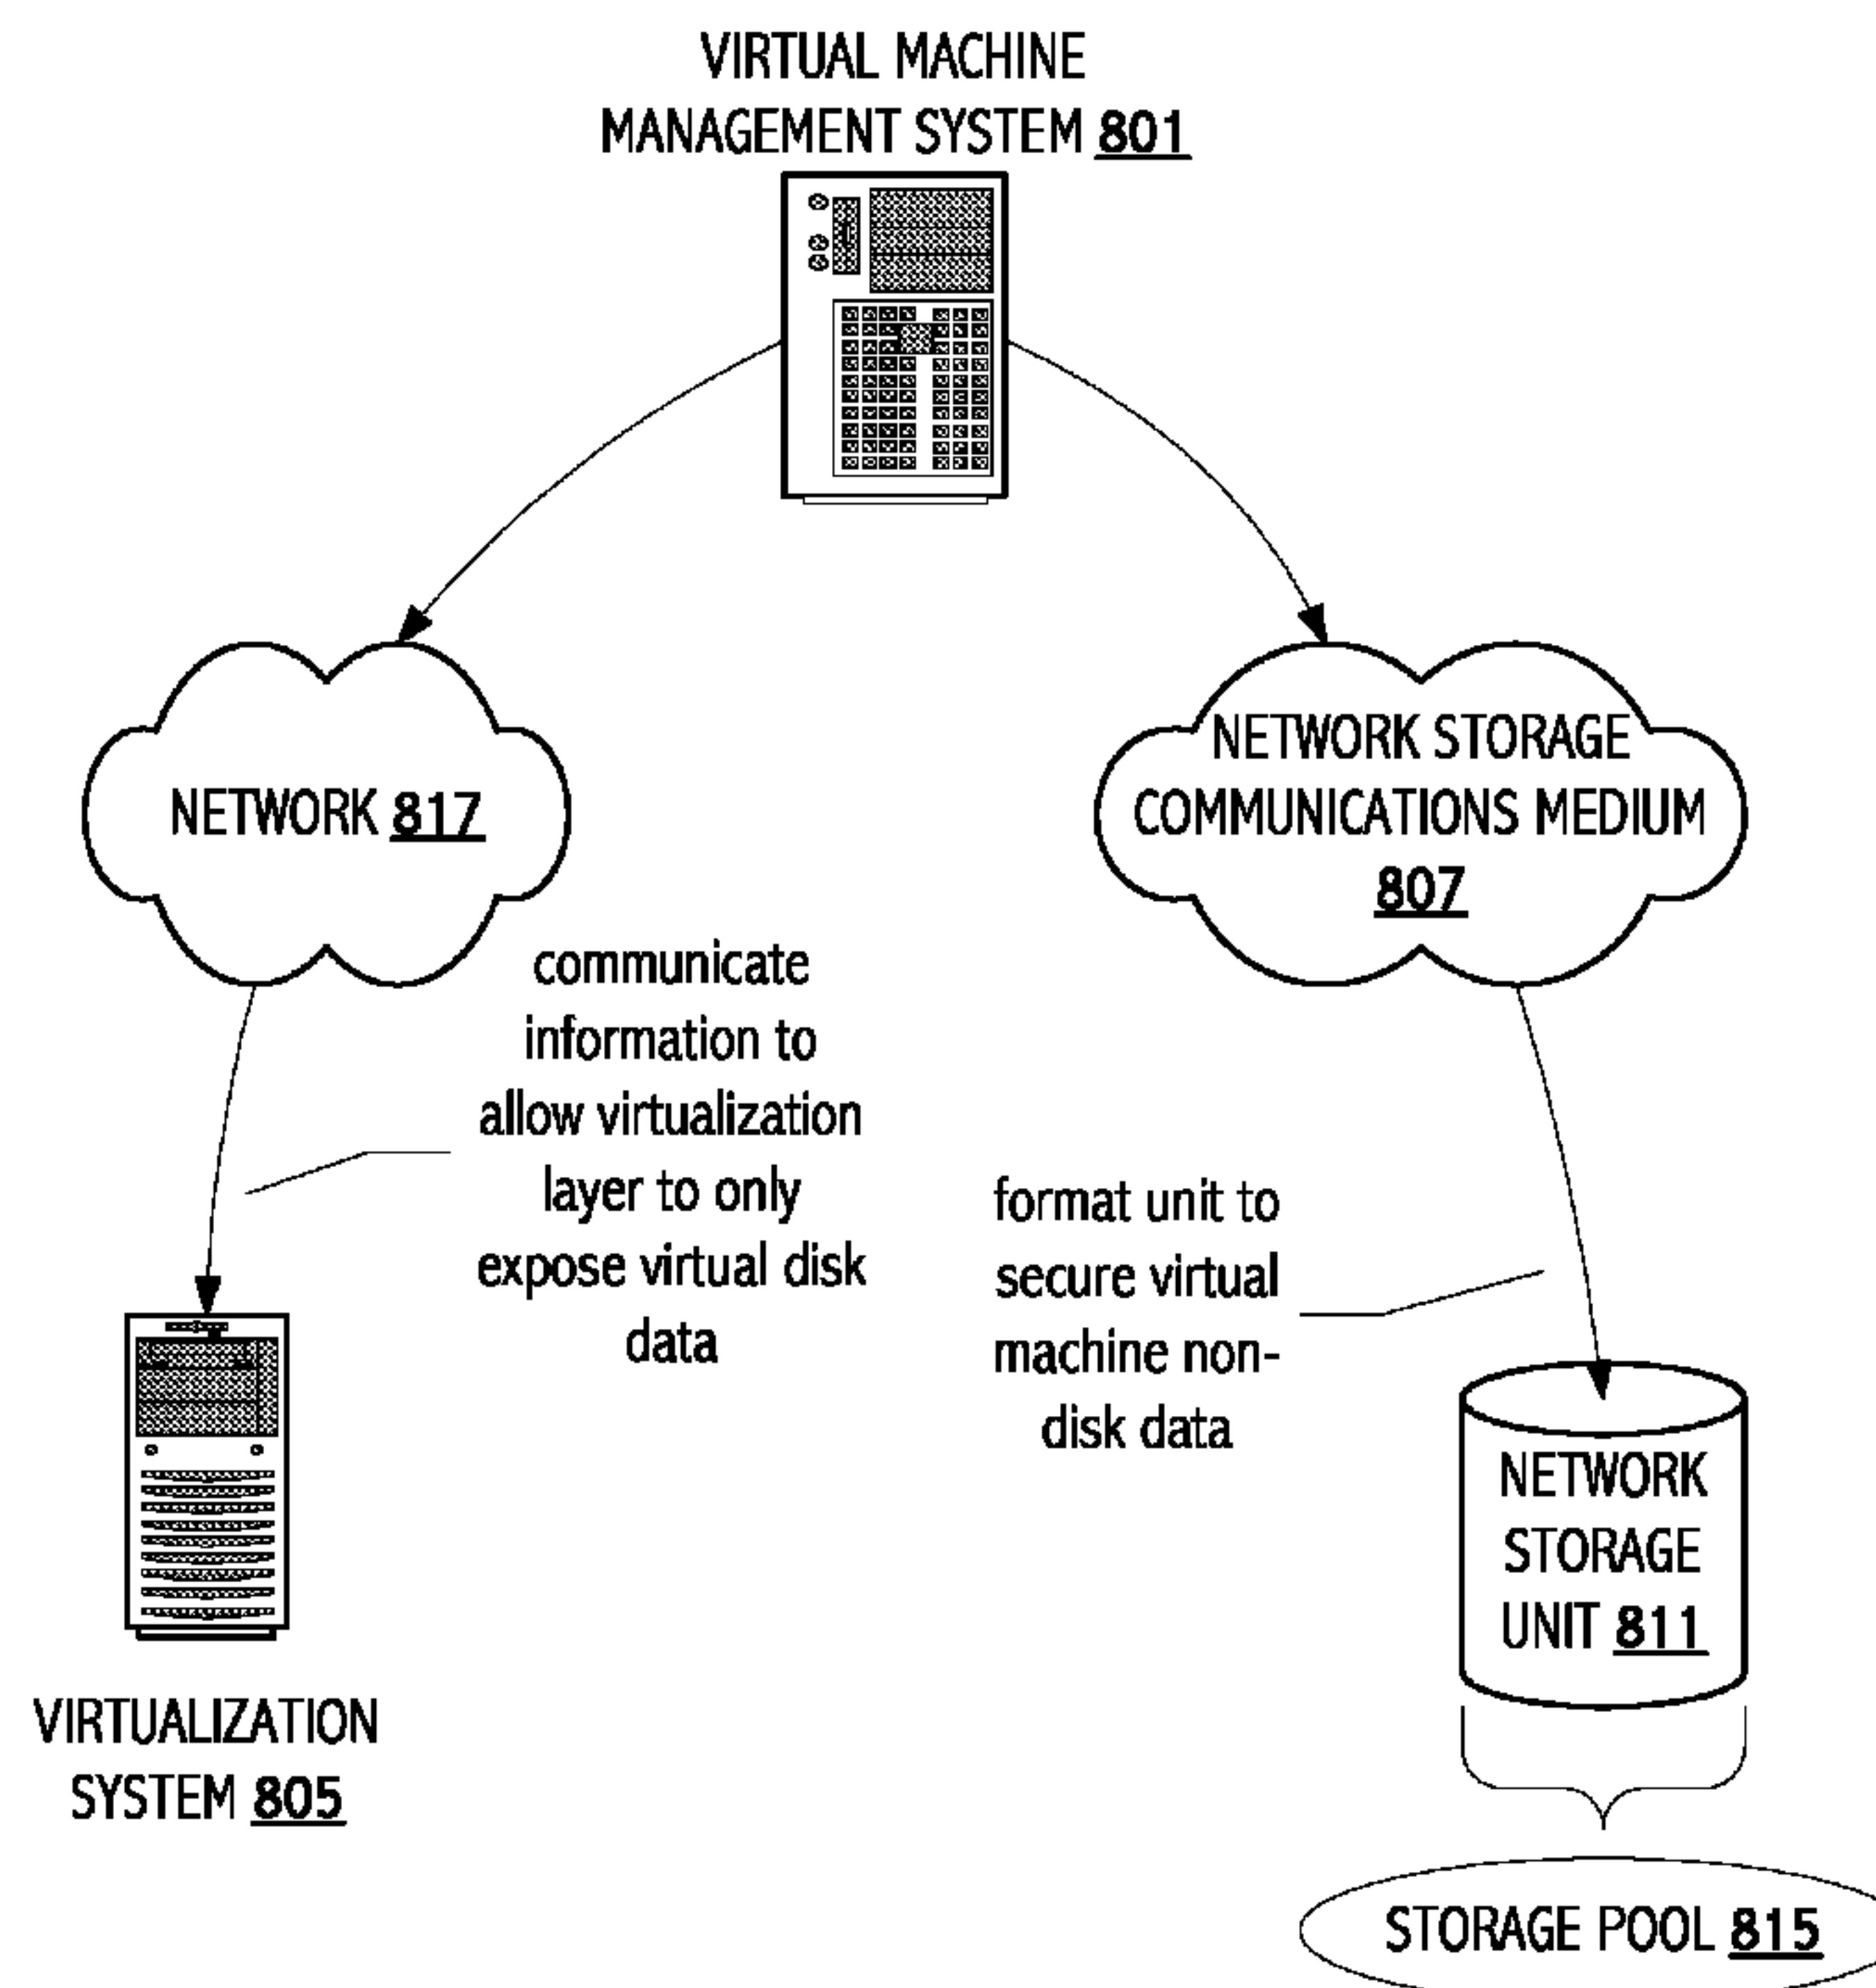 VIRTUAL MACHINE
MANAGEMENT SYSTEM 801
NETWORK 817
NETWORK STORAGE
COMMUNICATIONS MEDIUM
807
communicate
information to
allow virtualization
layer to only
expose virtual disk
data
format unit to
secure virtual
machine non-
disk data
NETWORK
STORAGE
UNIT 811
VIRTUALIZATION
SYSTEM 805
STORAGE POOL 815